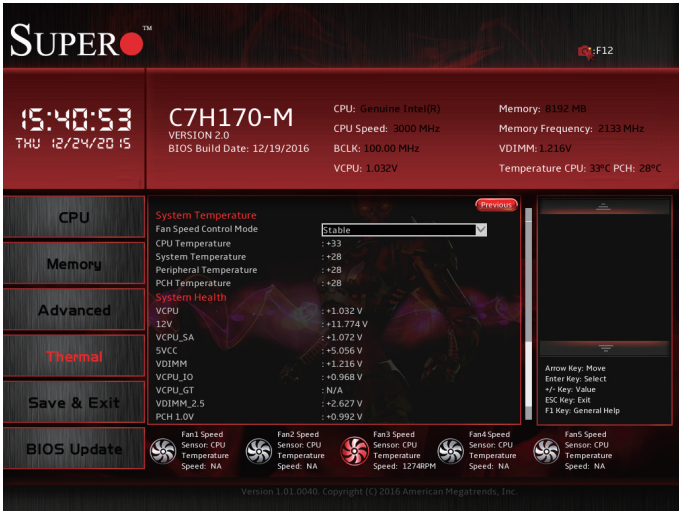 SUPER™
:F12
15:40:53
THU 12/24/2015
C7H170-M
VERSION 2.0
BIOS Build Date: 12/19/2016
CPU: Genuine Intel(R)
CPU Speed: 3000 MHz
BCLK: 100.00 MHz
VCPU: 1.032V
Memory: 8192 MB
Memory Frequency: 2133 MHz
VDIMM: 1.216V
Temperature CPU: 33°C PCH: 28°C
CPU
Memory
Advanced
Thermal
Save & Exit
BIOS Update
Previous
System Temperature
Fan Speed Control Mode Stable
CPU Temperature : +33
System Temperature : +28
Peripheral Temperature : +28
PCH Temperature : +28
System Health
VCPU : +1.032 V
12V : +11.774 V
VCPU_SA : +1.072 V
5VCC : +5.056 V
VDIMM : +1.216 V
VCPU_IO : +0.968 V
VCPU_GT : N/A
VDIMM_2.5 : +2.627 V
PCH 1.0V : +0.992 V
Arrow Key: Move
Enter Key: Select
+/- Key: Value
ESC Key: Exit
F1 Key: General Help
Fan1 Speed
Sensor: CPU
Temperature
Speed: NA
Fan2 Speed
Sensor: CPU
Temperature
Speed: NA
Fan3 Speed
Sensor: CPU
Temperature
Speed: 1274RPM
Fan4 Speed
Sensor: CPU
Temperature
Speed: NA
Fan5 Speed
Sensor: CPU
Temperature
Speed: NA
Version 1.01.0040. Copyright (C) 2016 American Megatrends, Inc.